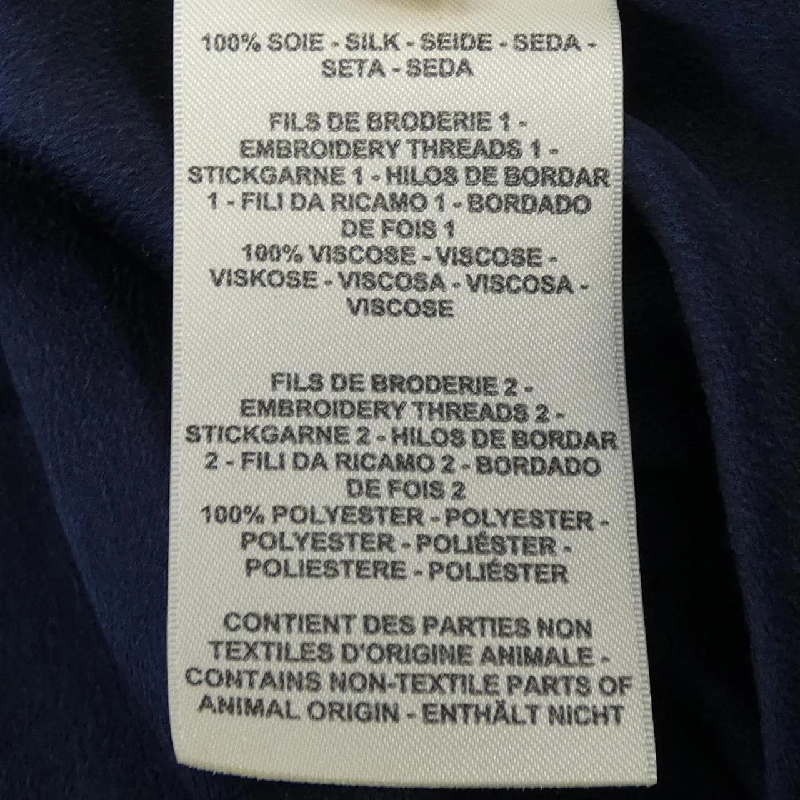 100% SOIE - SILK - SEIDE - SEDA -
SETA - SEDA
FILS DE BRODERIE 1 -
EMBROIDERY THREADS 1 -
STICKGARNE 1 - HILOS DE BORDAR
1 - FILI DA RICAMO 1 - BORDADO
DE FOIS 1
100% VISCOSE - VISCOSE -
VISKOSE - VISCOSA - VISCOSA -
VISCOSE
FILS DE BRODERIE 2 -
EMBROIDERY THREADS 2 -
STICKGARNE 2 - HILOS DE BORDAR
2 - FILI DA RICAMO 2 - BORDADO
DE FOIS 2
100% POLYESTER - POLYESTER -
POLYESTER - POLIÉSTER -
POLIESTERE - POLIÉSTER
CONTIENT DES PARTIES NON
TEXTILES D'ORIGINE ANIMALE -
CONTAINS NON-TEXTILE PARTS OF
ANIMAL ORIGIN - ENTHÄLT NICHT